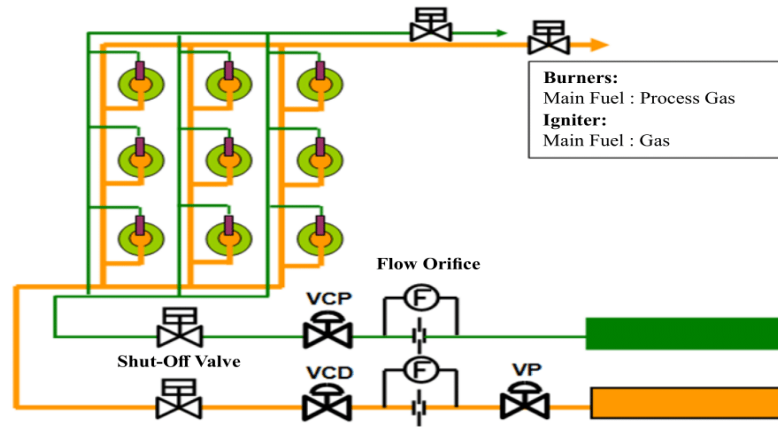 Burners:
Main Fuel : Process Gas
Igniter:
Main Fuel : Gas
Flow Orifice
VCP
F
Shut-Off Valve
VCD
F
VP